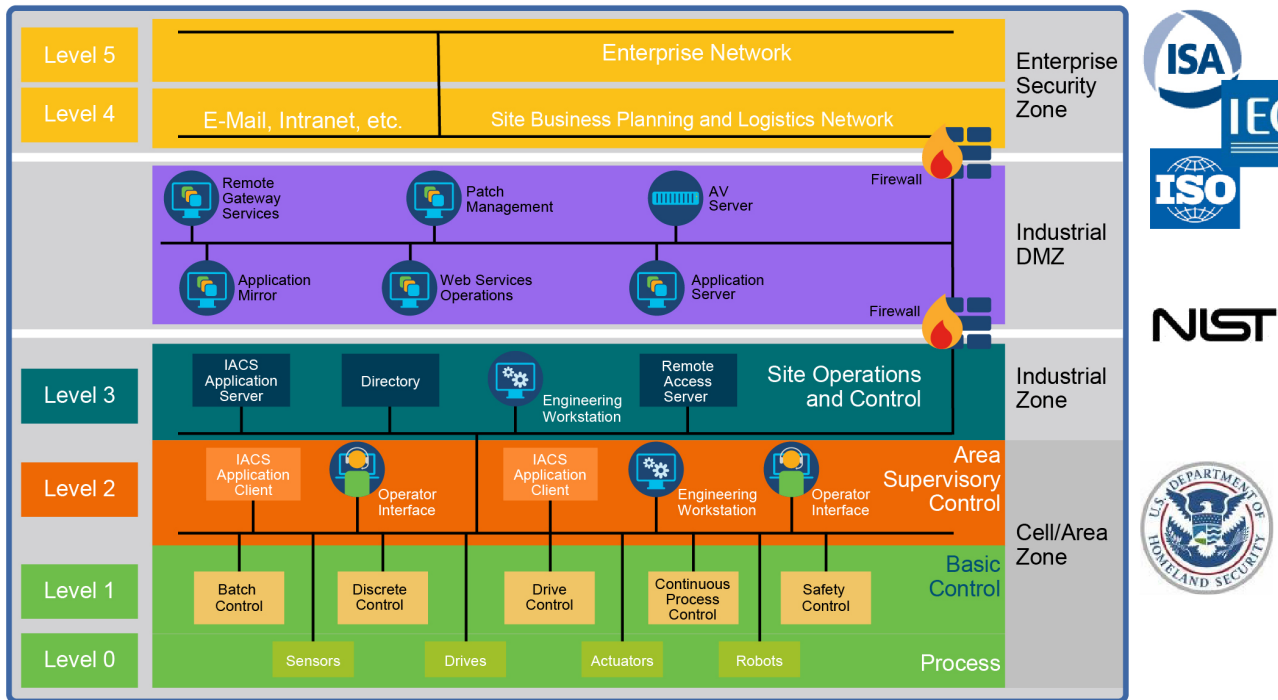 Level 5
Enterprise Network
Enterprise
Security
Zone
Level 4
E-Mail, Intranet, etc.
Site Business Planning and Logistics Network
Remote
Gateway
Services
Patch
Management
AV
Server
Firewall
Industrial
DMZ
Application
Mirror
Web Services
Operations
Application
Server
Firewall
Level 3
IACS
Application
Server
Directory
Engineering
Workstation
Remote
Access
Server
Site Operations
and Control
Industrial
Zone
Level 2
IACS
Application
Client
Operator
Interface
IACS
Application
Client
Engineering
Workstation
Operator
Interface
Area
Supervisory
Control
Cell/Area
Zone
Level 1
Batch
Control
Discrete
Control
Drive
Control
Continuous
Process
Control
Safety
Control
Basic
Control
Level 0
Sensors
Drives
Actuators
Robots
Process
ISA
IEC
ISO
NIST
U.S. DEPARTMENT OF
HOMELAND SECURITY